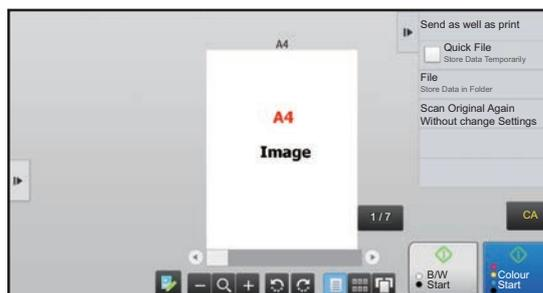 A4
A4
Image
1 / 7
Send as well as print
Quick File
Store Data Temporarily
File
Store Data in Folder
Scan Original Again
Without change Settings
CA
B/W
Start
Colour
Start